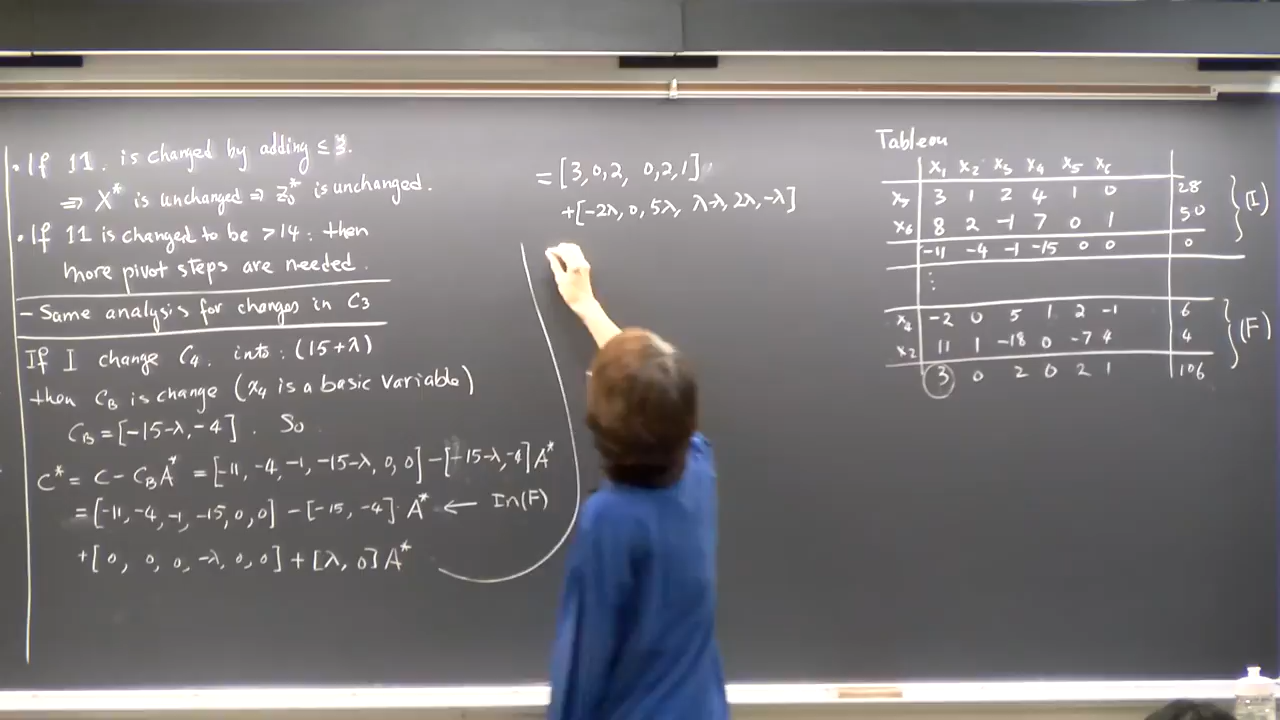 • If 11 is changed by adding ≤ 3.
⇒ X* is unchanged ⇒ z₀* is unchanged.
• If 11 is changed to be > 14 : then
more pivot steps are needed.
- Same analysis for changes in C₃
If I change C₄ into : (15+λ)
then C_B is change (x₄ is a basic variable)
C_B = [-15-λ, -4] . So
C* = C - C_B A* = [-11, -4, -1, -15-λ, 0, 0] - [-15-λ, -4] A*
= [-11, -4, -1, -15, 0, 0] - [-15, -4] A* ← In (F)
+ [0, 0, 0, -λ, 0, 0] + [λ, 0] A*
= [3, 0, 2, 0, 2, 1]
+ [-2λ, 0, 5λ, λ-λ, 2λ, -λ]
Tableau
x₁ x₂ x₃ x₄ x₅ x₆
x₅ 3 1 2 4 1 0 28
x₆ 8 2 -1 7 0 1 50 (I)
-11 -4 -1 -15 0 0 0
⋮
x₄ -2 0 5 1 2 -1 6
x₂ 11 1 -18 0 -7 4 4 (F)
3 0 2 0 2 1 106